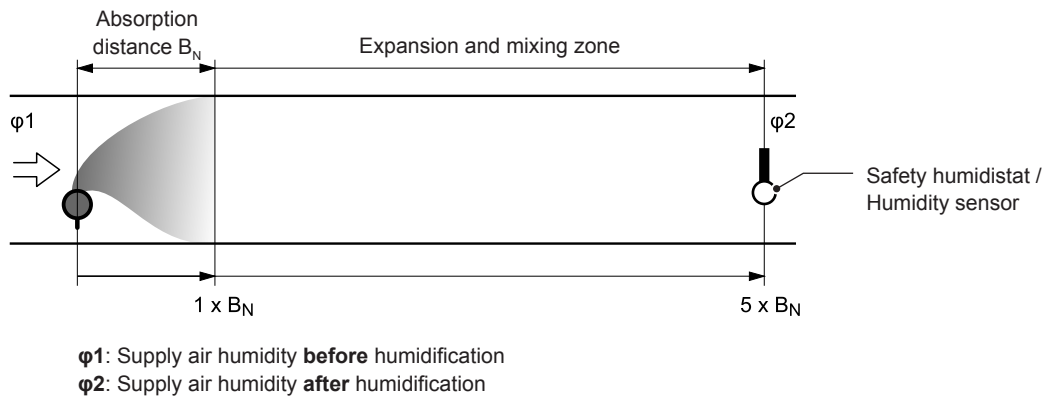 Absorption
distance B_N
Expansion and mixing zone
φ1
φ2
Safety humidistat /
Humidity sensor
1 x B_N
5 x B_N
φ1: Supply air humidity before humidification
φ2: Supply air humidity after humidification